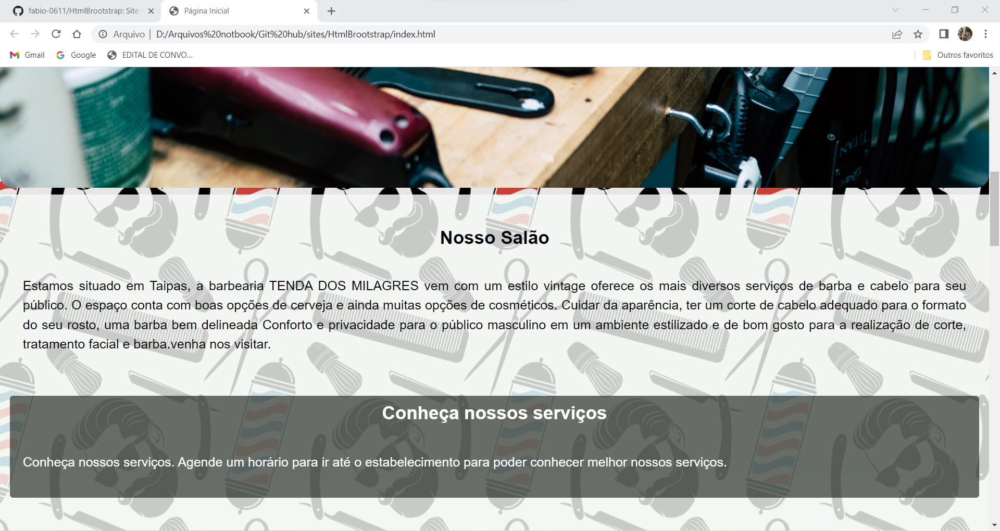 fabio-0611/HtmlBrootstrap: Site
Página Inicial
Arquivo | D:/Arquivos%20notbook/Git%20hub/sites/HtmlBrootstrap/index.html
Gmail Google EDITAL DE CONVO... Outros favoritos
TITAN
Nosso Salão
Estamos situado em Taipas, a barbearia TENDA DOS MILAGRES vem com um estilo vintage oferece os mais diversos serviços de barba e cabelo para seu
público. O espaço conta com boas opções de cerveja e ainda muitas opções de cosméticos. Cuidar da aparência, ter um corte de cabelo adequado para o formato
do seu rosto, uma barba bem delineada Conforto e privacidade para o público masculino em um ambiente estilizado e de bom gosto para a realização de corte,
tratamento facial e barba.venha nos visitar.
Conheça nossos serviços
Conheça nossos serviços. Agende um horário para ir até o estabelecimento para poder conhecer melhor nossos serviços.